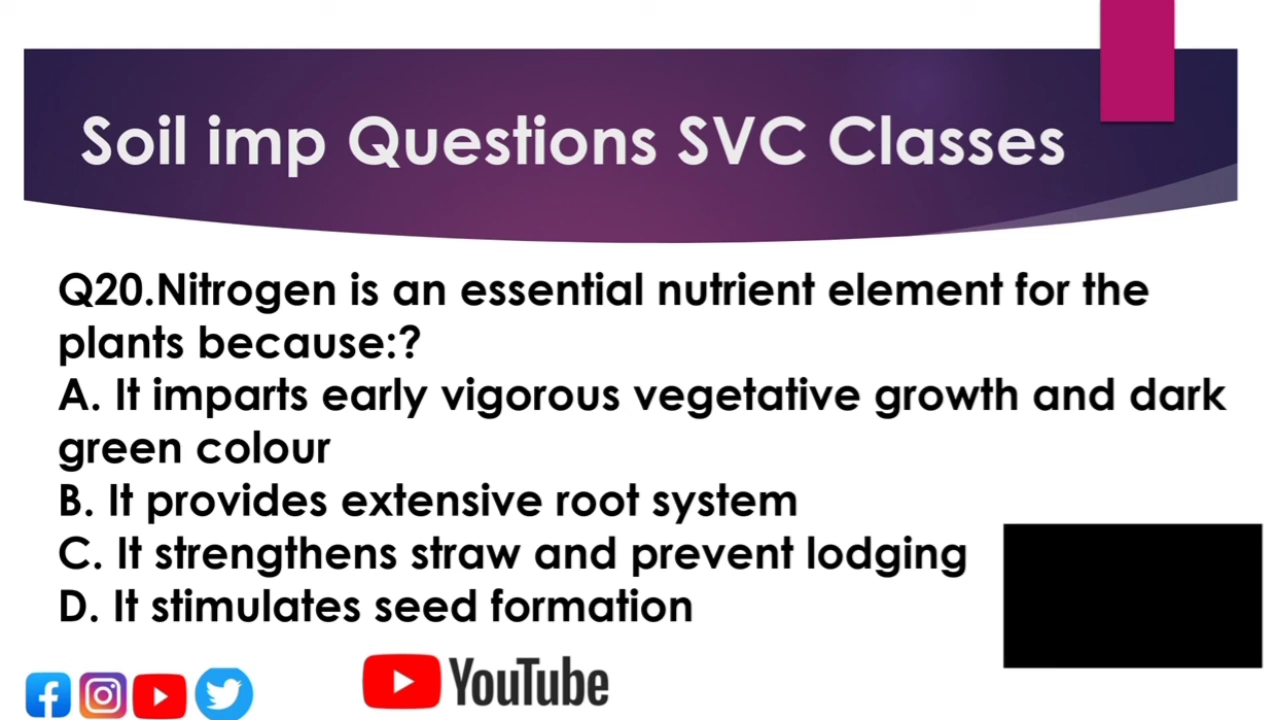 Soil imp Questions SVC Classes
Q20.Nitrogen is an essential nutrient element for the
plants because:?
A. It imparts early vigorous vegetative growth and dark
green colour
B. It provides extensive root system
C. It strengthens straw and prevent lodging
D. It stimulates seed formation
YouTube